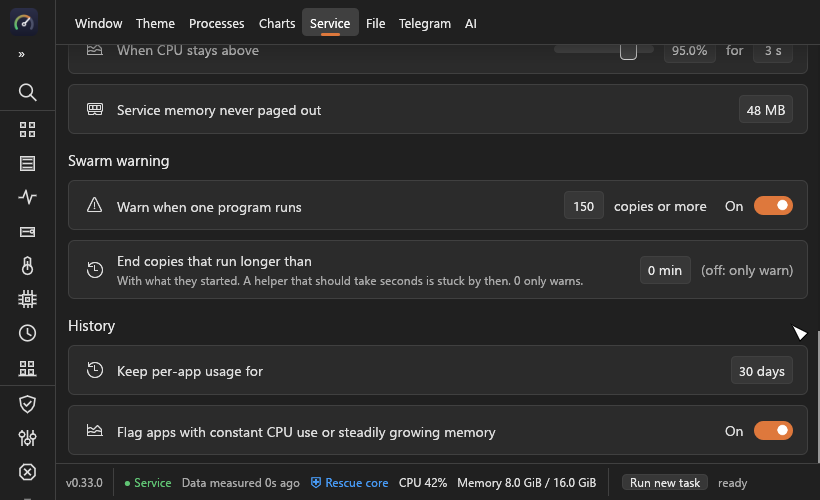 Window Theme Processes Charts Service File Telegram AI
»
When CPU stays above 95.0% for 3 s
Service memory never paged out 48 MB
Swarm warning
Warn when one program runs 150 copies or more On
End copies that run longer than
With what they started. A helper that should take seconds is stuck by then. 0 only warns.
0 min (off: only warn)
History
Keep per-app usage for 30 days
Flag apps with constant CPU use or steadily growing memory On
v0.33.0 Service Data measured 0s ago Rescue core CPU 42% Memory 8.0 GiB / 16.0 GiB Run new task ready